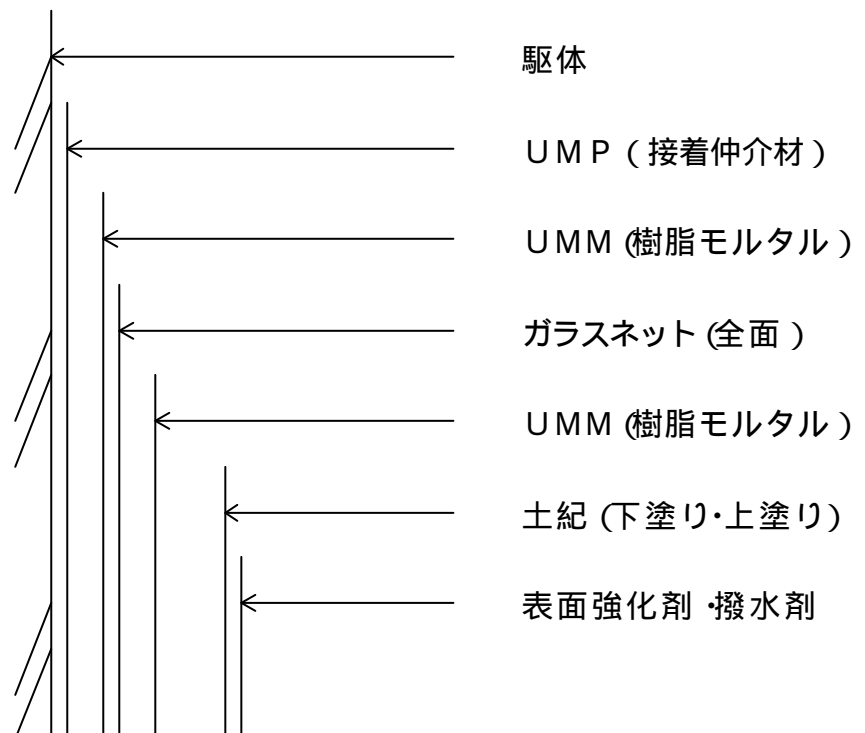 駆体
ＵＭＰ（接着仲介材）
ＵＭＭ（樹脂モルタル）
ガラスネット（全面）
ＵＭＭ（樹脂モルタル）
土紀（下塗り・上塗り）
表面強化剤・撥水剤